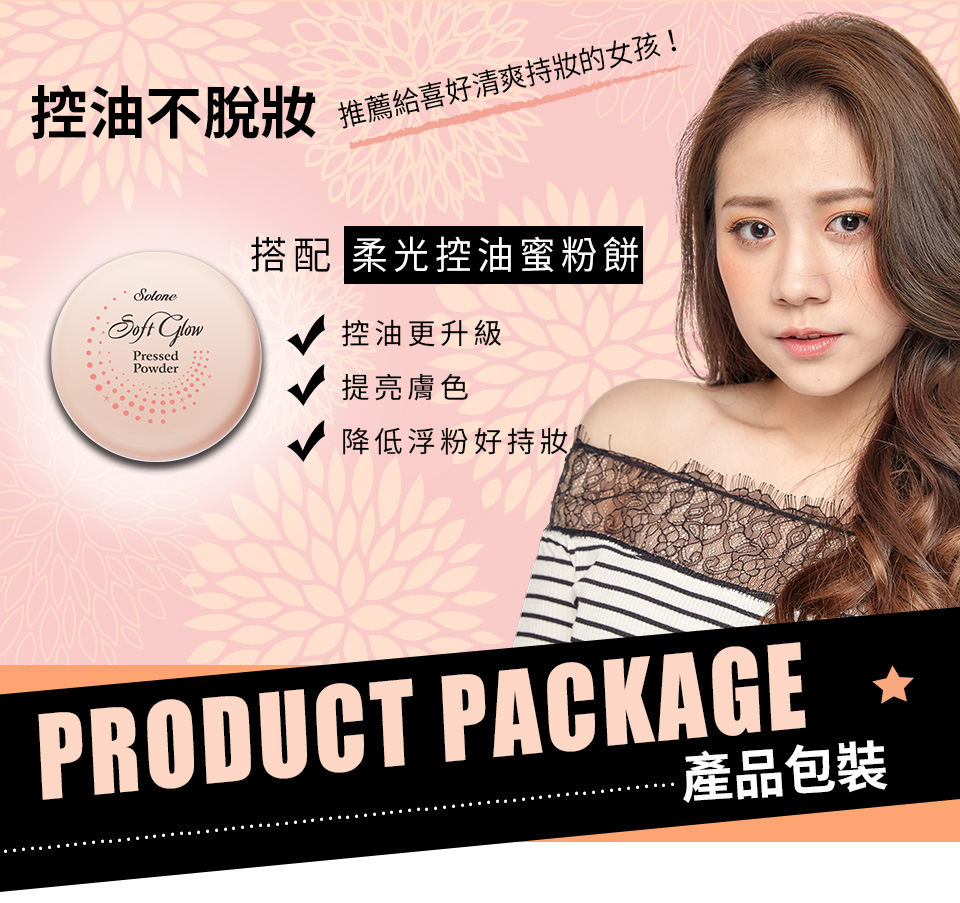 控油不脫妝
推薦給喜好清爽持妝的女孩！
搭配 柔光控油蜜粉餅
Solone
Soft Glow
Pressed
Powder
控油更升級
提亮膚色
降低浮粉好持妝
PRODUCT PACKAGE
產品包裝